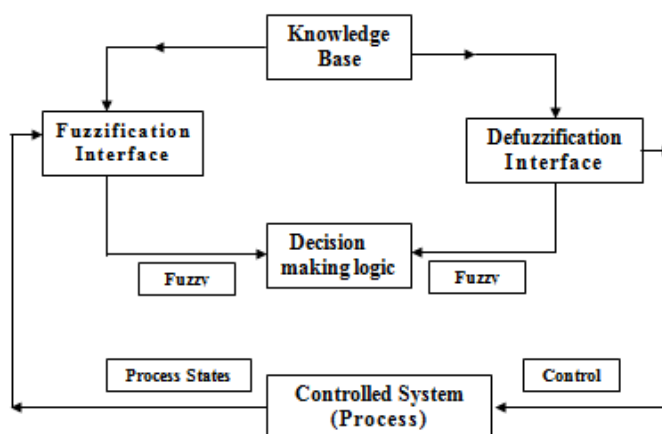 Knowledge
Base
Fuzzification
Interface
Defuzzification
Interface
Decision
making logic
Fuzzy
Fuzzy
Process States
Control
Controlled System
(Process)